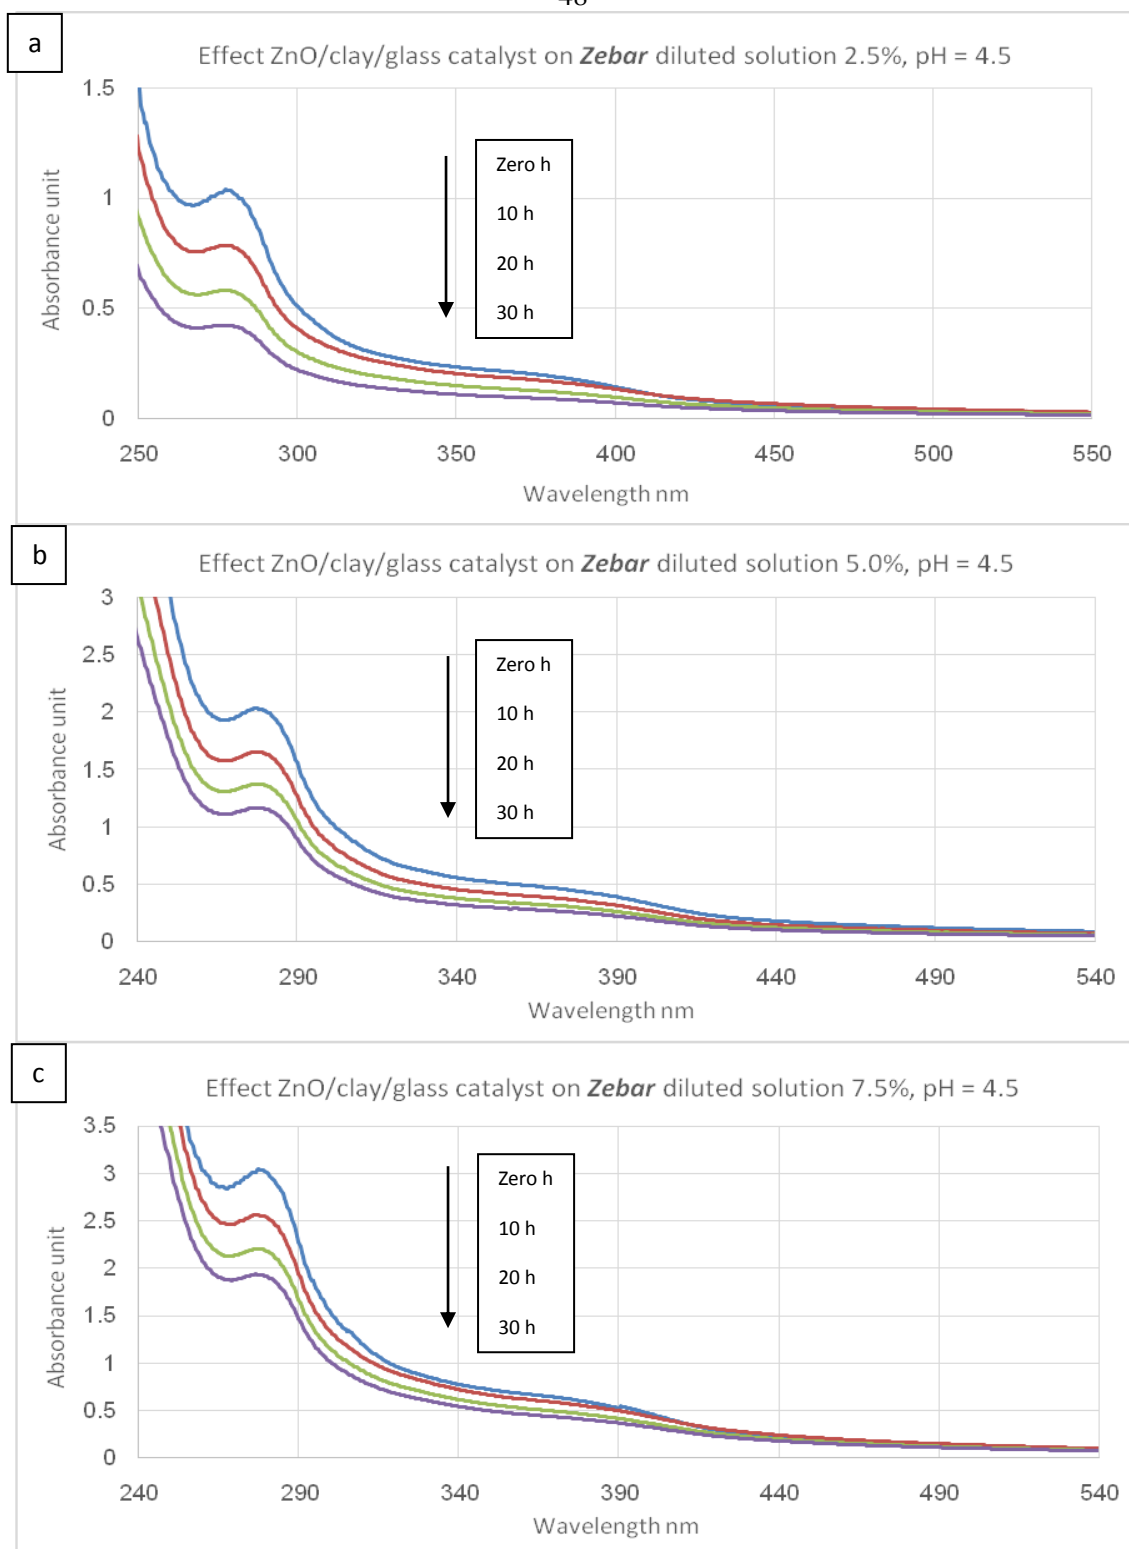 48
a
Effect ZnO/clay/glass catalyst on Zebar diluted solution 2.5%, pH = 4.5
1.5
1
0.5
0
Absorbance unit
Zero h
10 h
20 h
30 h
250 300 350 400 450 500 550
Wavelength nm
b
Effect ZnO/clay/glass catalyst on Zebar diluted solution 5.0%, pH = 4.5
3
2.5
2
1.5
1
0.5
0
Absorbance unit
Zero h
10 h
20 h
30 h
240 290 340 390 440 490 540
Wavelength nm
c
Effect ZnO/clay/glass catalyst on Zebar diluted solution 7.5%, pH = 4.5
3.5
3
2.5
2
1.5
1
0.5
0
Absorbance unit
Zero h
10 h
20 h
30 h
240 290 340 390 440 490 540
Wavelength nm